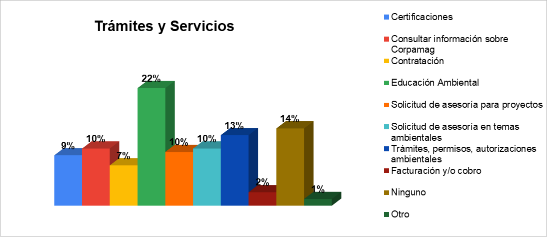 Trámites y Servicios
9%
10%
7%
22%
10%
10%
13%
2%
14%
1%
Certificaciones
Consultar información sobre
Corpamag
Contratación
Educación Ambiental
Solicitud de asesoría para proyectos
Solicitud de asesoría en temas
ambientales
Trámites, permisos, autorizaciones
ambientales
Facturación y/o cobro
Ninguno
Otro